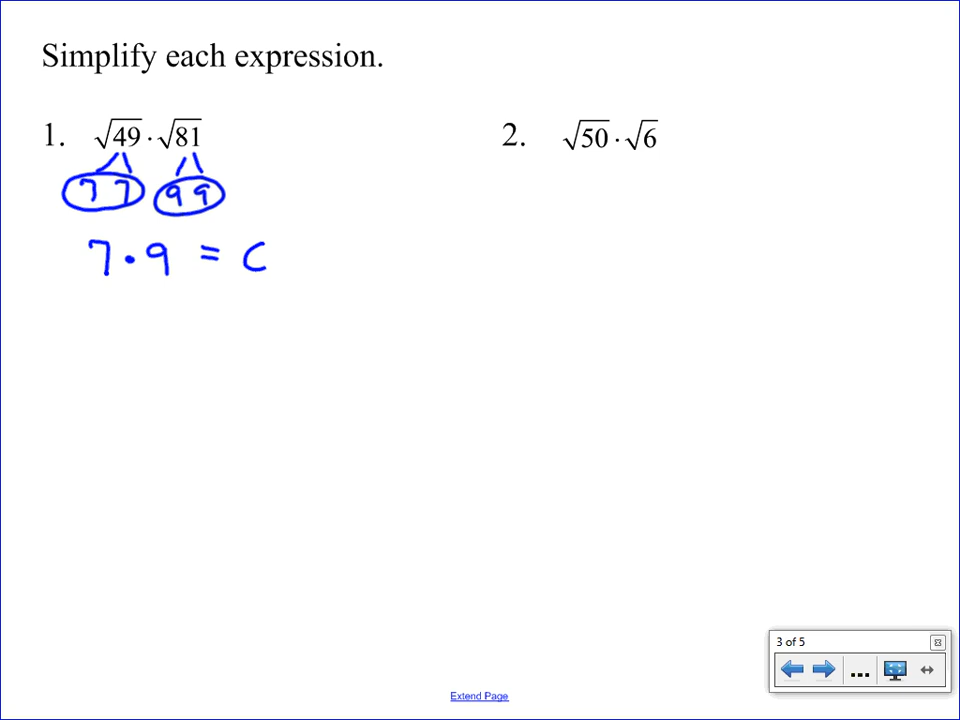 Simplify each expression.
1. √49 · √81
2. √50 · √6
7 7 9 9
7 • 9 =
3 of 5
...
Extend Page